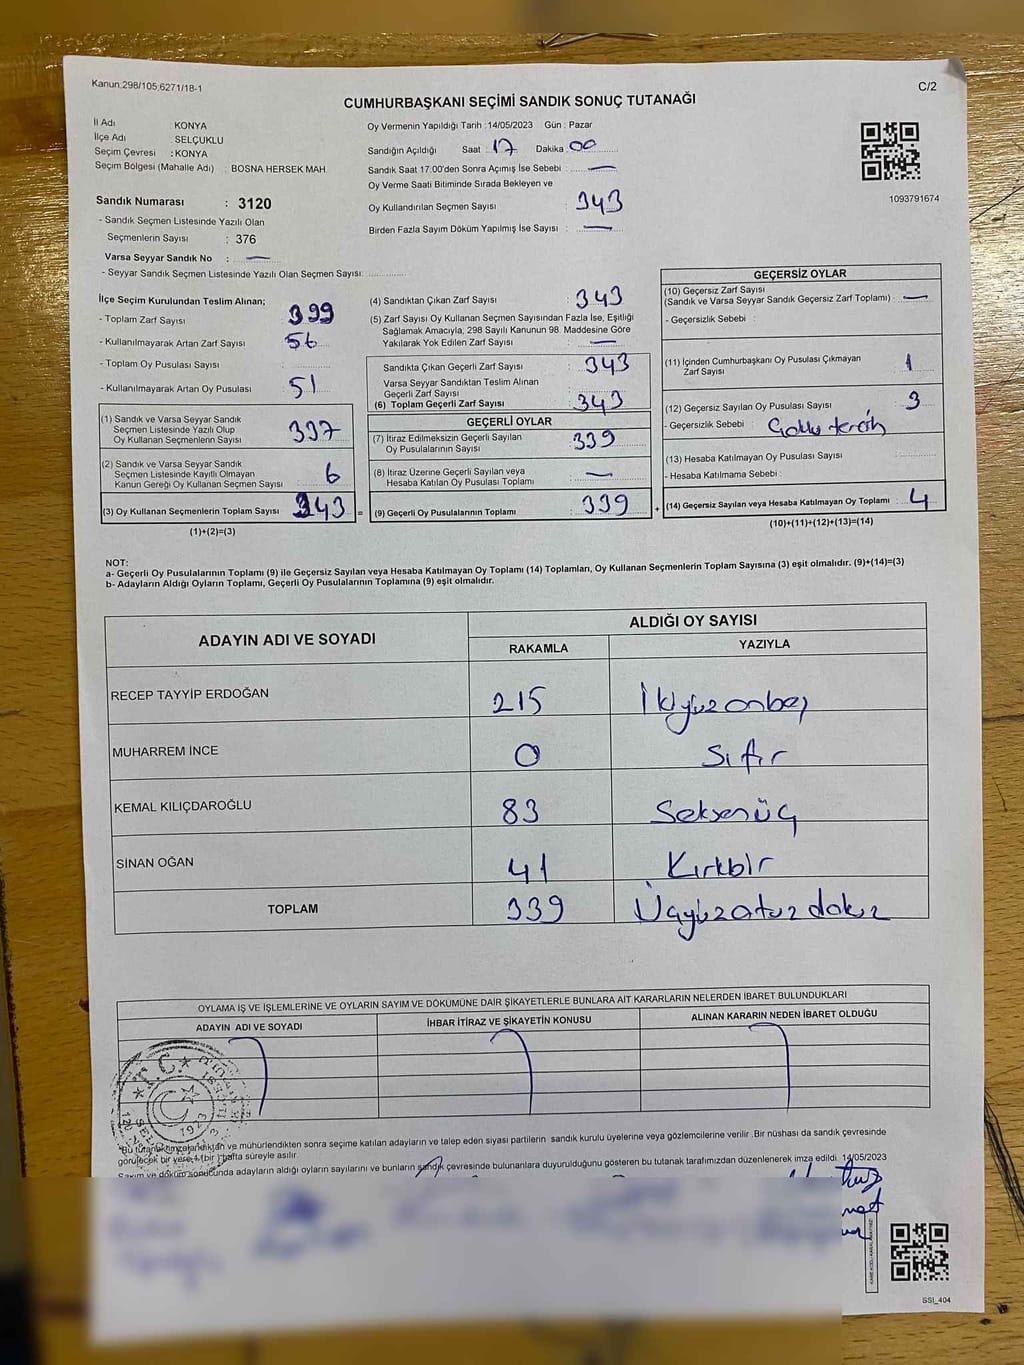 Kanun:298/105;6271/18-1
C/2
CUMHURBAŞKANI SEÇİMİ SANDIK SONUÇ TUTANAĞI
İl Adı : KONYA
İlçe Adı : SELÇUKLU
Seçim Çevresi : KONYA
Seçim Bölgesi (Mahalle Adı) : BOSNA HERSEK MAH.
Sandık Numarası : 3120
- Sandık Seçmen Listesinde Yazılı Olan
Seçmenlerin Sayısı : 376
Varsa Seyyar Sandık No : —
- Seyyar Sandık Seçmen Listesinde Yazılı Olan Seçmen Sayısı:
Oy Vermenin Yapıldığı Tarih :14/05/2023 Gün : Pazar
Sandığın Açıldığı Saat : 17 Dakika : 00
Sandık Saat 17:00'den Sonra Açımış İse Sebebi : —
Oy Verme Saati Bitiminde Sırada Bekleyen ve
Oy Kullandırılan Seçmen Sayısı : 343
Birden Fazla Sayım Döküm Yapılmış İse Sayısı : —
1093791674
İlçe Seçim Kurulundan Teslim Alınan;
- Toplam Zarf Sayısı : 399
- Kullanılmayarak Artan Zarf Sayısı : 56
- Toplam Oy Pusulası Sayısı :
- Kullanılmayarak Artan Oy Pusulası : 51
(1) Sandık ve Varsa Seyyar Sandık
Seçmen Listesinde Yazılı Olup
Oy Kullanan Seçmenlerin Sayısı : 337
(2) Sandık ve Varsa Seyyar Sandık
Seçmen Listesinde Kayıtlı Olmayan
Kanun Gereği Oy Kullanan Seçmen Sayısı : 6
(3) Oy Kullanan Seçmenlerin Toplam Sayısı : 343 =
(1)+(2)=(3)
(4) Sandıktan Çıkan Zarf Sayısı : 343
(5) Zarf Sayısı Oy Kullanan Seçmen Sayısından Fazla İse, Eşitliği
Sağlamak Amacıyla, 298 Sayılı Kanunun 98. Maddesine Göre
Yakılarak Yok Edilen Zarf Sayısı : —
Sandıkta Çıkan Geçerli Zarf Sayısı : 343
Varsa Seyyar Sandıktan Teslim Alınan
Geçerli Zarf Sayısı :
(6) Toplam Geçerli Zarf Sayısı : 343
GEÇERLİ OYLAR
(7) İtiraz Edilmeksizin Geçerli Sayılan
Oy Pusulalarının Sayısı : 339
(8) İtiraz Üzerine Geçerli Sayılan veya
Hesaba Katılan Oy Pusulası Toplamı : —
(9) Geçerli Oy Pusulalarının Toplamı : 339 +
GEÇERSİZ OYLAR
(10) Geçersiz Zarf Sayısı
(Sandık ve Varsa Seyyar Sandık Geçersiz Zarf Toplamı) : —
- Geçersizlik Sebebi :
(11) İçinden Cumhurbaşkanı Oy Pusulası Çıkmayan
Zarf Sayısı : 1
(12) Geçersiz Sayılan Oy Pusulası Sayısı : 3
- Geçersizlik Sebebi : Çoklu tercih
(13) Hesaba Katılmayan Oy Pusulası Sayısı :
- Hesaba Katılmama Sebebi :
(14) Geçersiz Sayılan veya Hesaba Katılmayan Oy Toplamı : 4
(10)+(11)+(12)+(13)=(14)
NOT:
a- Geçerli Oy Pusulalarının Toplamı (9) ile Geçersiz Sayılan veya Hesaba Katılmayan Oy Toplamı (14) Toplamları, Oy Kullanan Seçmenlerin Toplam Sayısına (3) eşit olmalıdır. (9)+(14)=(3)
b- Adayların Aldığı Oyların Toplamı, Geçerli Oy Pusulalarının Toplamına (9) eşit olmalıdır.
ADAYIN ADI VE SOYADI
ALDIĞI OY SAYISI
RAKAMLA YAZIYLA
RECEP TAYYİP ERDOĞAN 215 İkiyüzonbeş
MUHARREM İNCE 0 Sıfır
KEMAL KILIÇDAROĞLU 83 Seksenüç
SİNAN OĞAN 41 Kırkbir
TOPLAM 339 Üçyüzotuzdokuz
OYLAMA İŞ VE İŞLEMLERİNE VE OYLARIN SAYIM VE DÖKÜMÜNE DAİR ŞİKAYETLERLE BUNLARA AİT KARARLARIN NELERDEN İBARET BULUNDUKLARI
ADAYIN ADI VE SOYADI İHBAR İTİRAZ VE ŞİKAYETİN KONUSU ALINAN KARARIN NEDEN İBARET OLDUĞU
T.C.
1923
ve mühürlendikten sonra seçime katılan adayların ve talep eden siyasi partilerin sandık kurulu üyelerine veya gözlemcilerine verilir. Bir nüshası da sandık çevresinde
görülecek bir yere 1 (bir) hafta süreyle asılır.
Sayım ve döküm sonucunda adayların aldığı oyların sayılarını ve bunların sandık çevresinde bulunanlara duyurulduğunu gösteren bu tutanak tarafımızdan düzenlenerek imza edildi. 14/05/2023
SSI_404